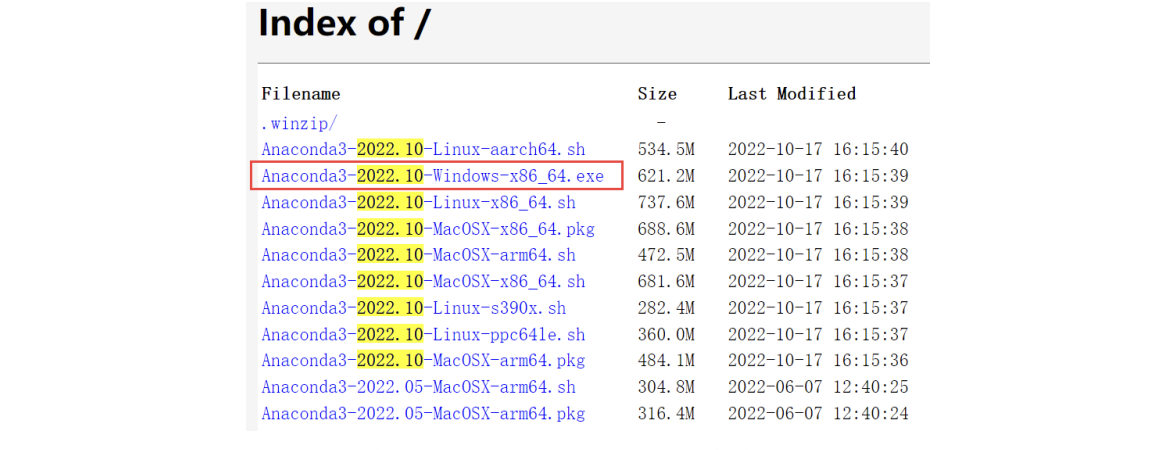 Index of /
Filename Size Last Modified
.winzip/ -
Anaconda3-2022.10-Linux-aarch64.sh 534.5M 2022-10-17 16:15:40
Anaconda3-2022.10-Windows-x86_64.exe 621.2M 2022-10-17 16:15:39
Anaconda3-2022.10-Linux-x86_64.sh 737.6M 2022-10-17 16:15:39
Anaconda3-2022.10-MacOSX-x86_64.pkg 688.6M 2022-10-17 16:15:38
Anaconda3-2022.10-MacOSX-arm64.sh 472.5M 2022-10-17 16:15:38
Anaconda3-2022.10-MacOSX-x86_64.sh 681.6M 2022-10-17 16:15:37
Anaconda3-2022.10-Linux-s390x.sh 282.4M 2022-10-17 16:15:37
Anaconda3-2022.10-Linux-ppc64le.sh 360.0M 2022-10-17 16:15:37
Anaconda3-2022.10-MacOSX-arm64.pkg 484.1M 2022-10-17 16:15:36
Anaconda3-2022.05-MacOSX-arm64.sh 304.8M 2022-06-07 12:40:25
Anaconda3-2022.05-MacOSX-arm64.pkg 316.4M 2022-06-07 12:40:24